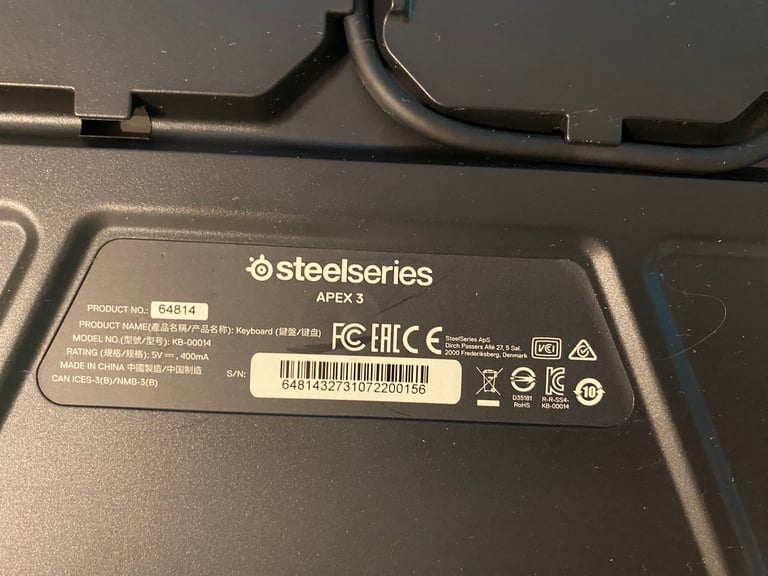 steelseries
APEX 3
PRODUCT NO.: 64814
PRODUCT NAME(產品名稱/产品名称): Keyboard (鍵盤/键盘)
MODEL NO.(型號/型号): KB-00014
RATING (規格/规格): 5V⎓, 400mA
MADE IN CHINA 中國製造/中国制造
CAN ICES-3(B)/NMB-3(B)
FC EAC CE
SteelSeries ApS
Dirch Passers Allé 27, 5 Sal.
2000 Frederiksberg, Denmark
VCI
S/N:
6481432731072200156
D35181
RoHS
R-R-SS4-
KB-00014
10